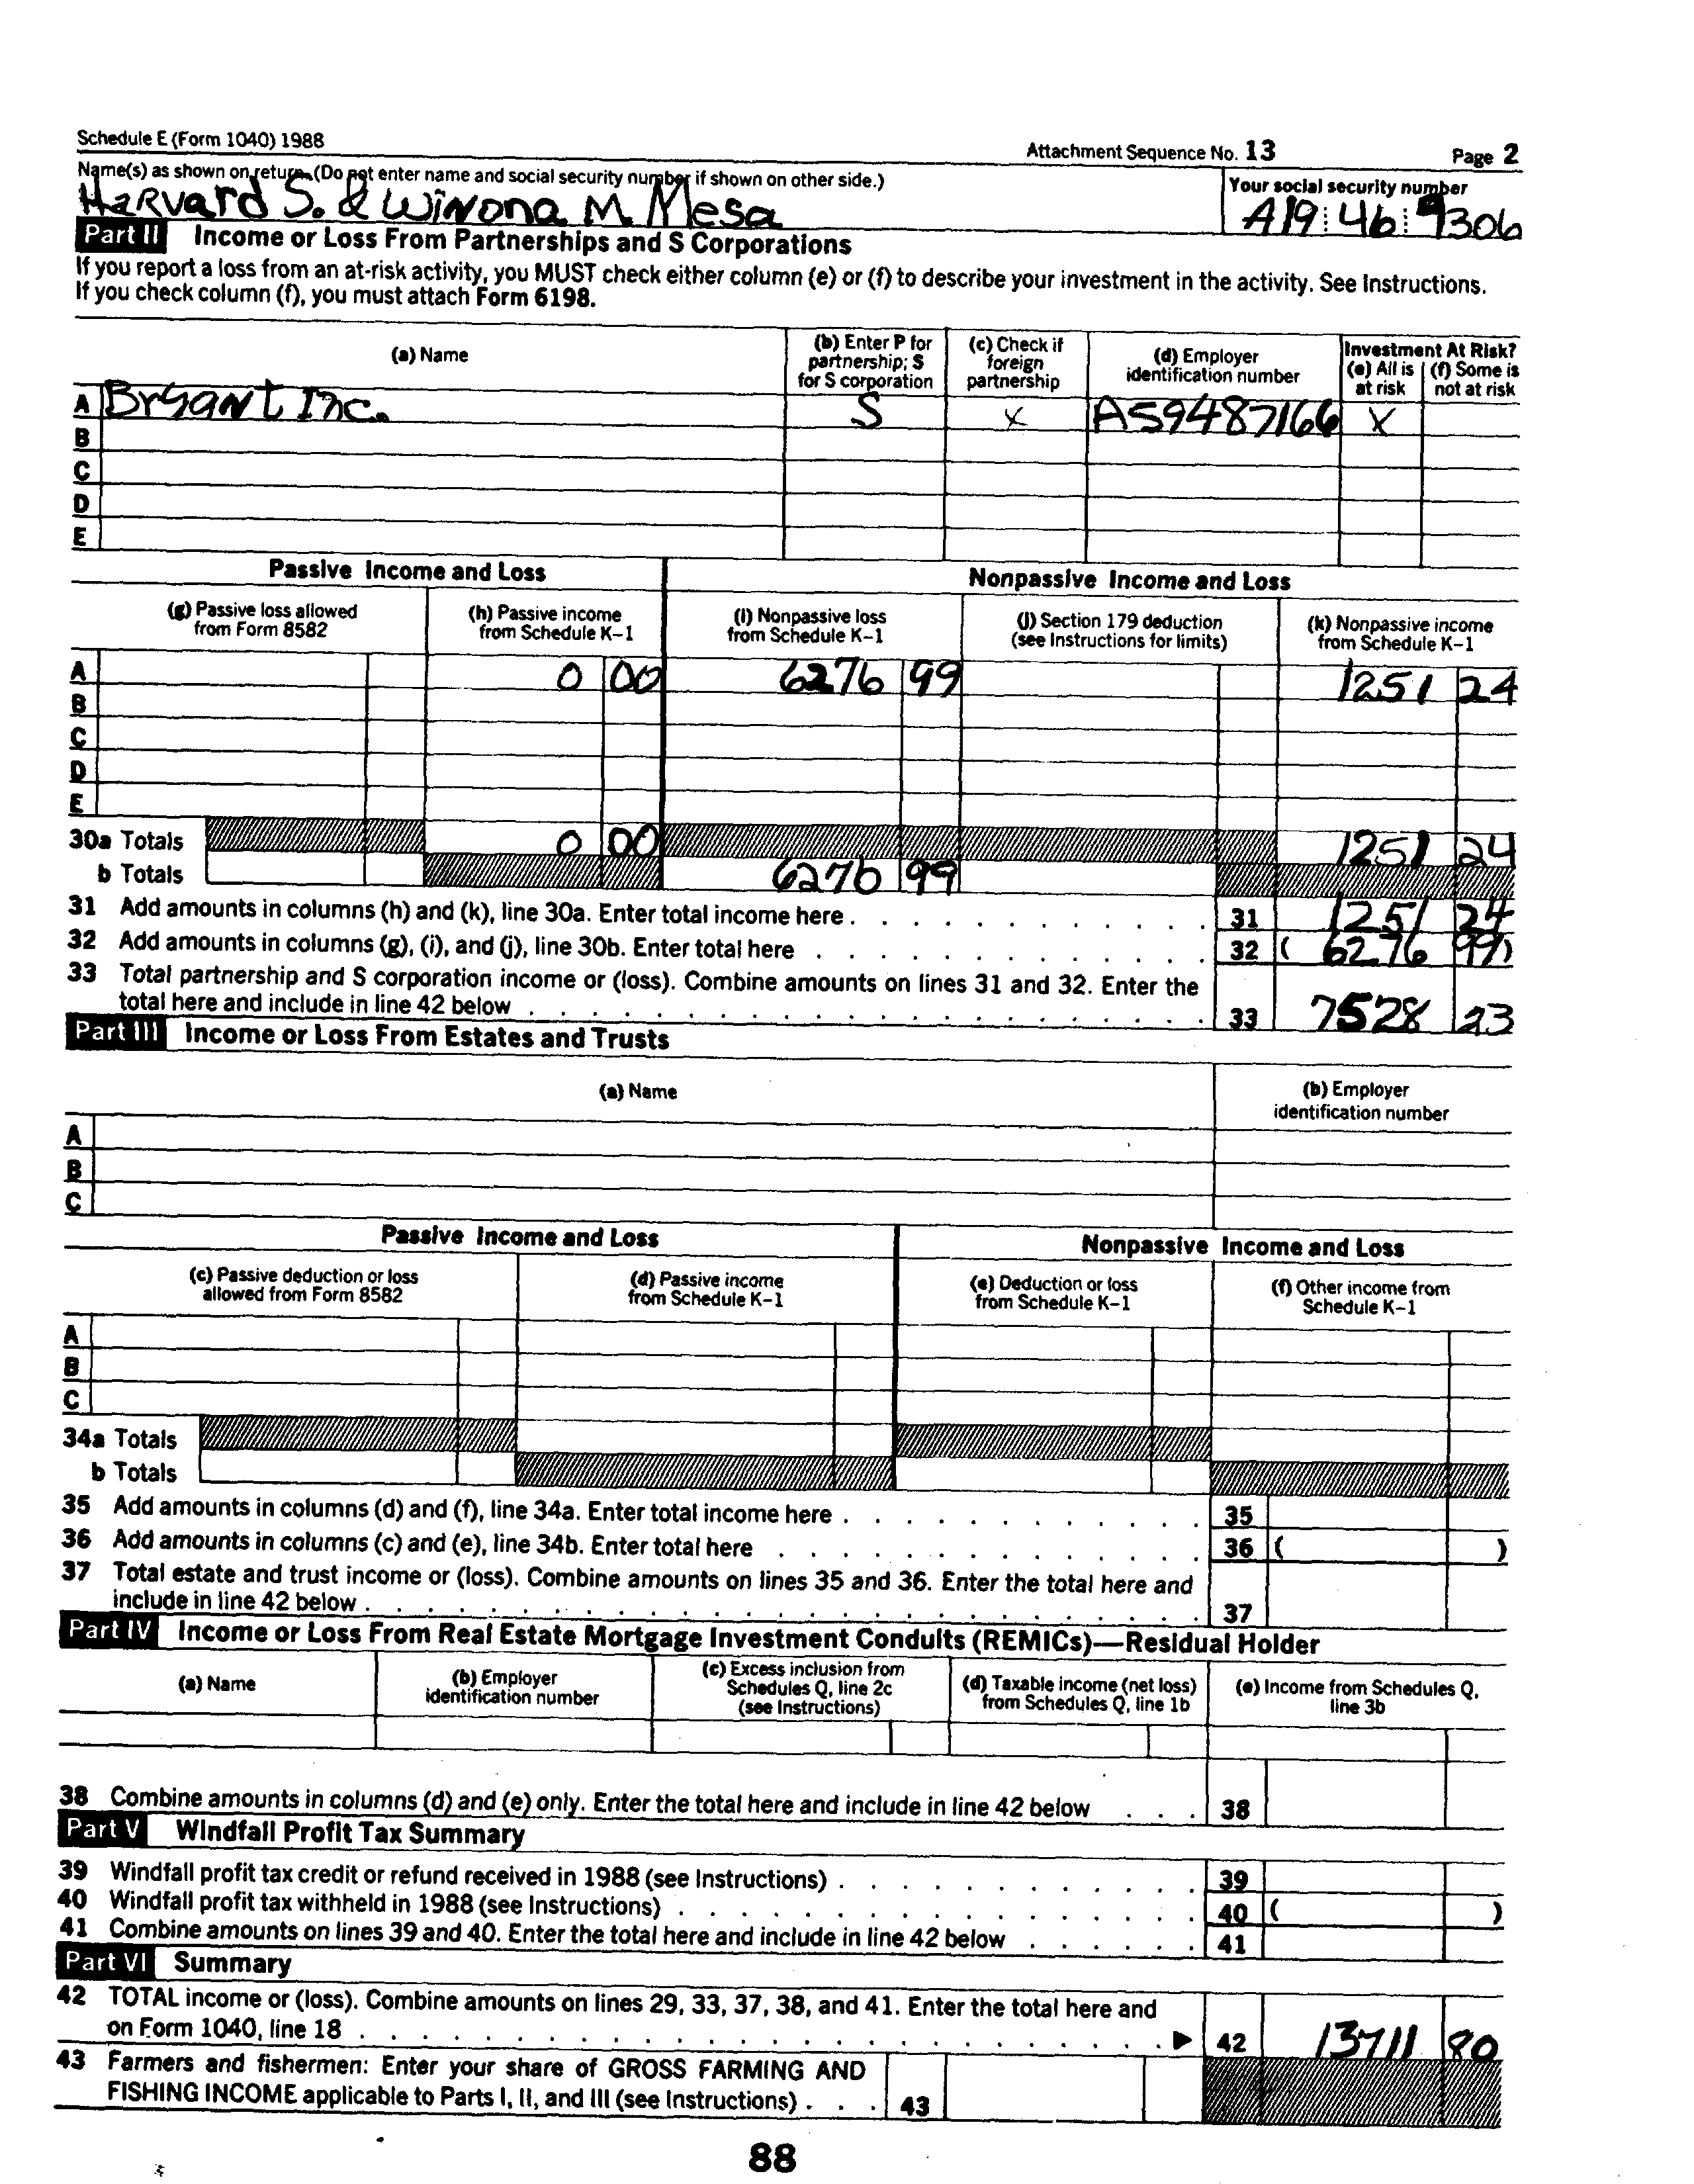 Schedule E (Form 1040) 1988 Attachment Sequence No. 13 Page 2
Name(s) as shown on return. (Do not enter name and social security number if shown on other side.) Your social security number
Harvard S. & Winona M. Mesa A19 46 9306
Part II Income or Loss From Partnerships and S Corporations
If you report a loss from an at-risk activity, you MUST check either column (e) or (f) to describe your investment in the activity. See Instructions.
If you check column (f), you must attach Form 6198.
(a) Name (b) Enter P for partnership; S for S corporation (c) Check if foreign partnership (d) Employer identification number Investment At Risk? (e) All is at risk (f) Some is not at risk
A Bryant Inc. S X A59487166 X
B
C
D
E
Passive Income and Loss Nonpassive Income and Loss
(g) Passive loss allowed from Form 8582 (h) Passive income from Schedule K-1 (i) Nonpassive loss from Schedule K-1 (j) Section 179 deduction (see Instructions for limits) (k) Nonpassive income from Schedule K-1
A 0 00 6276 99 1251 24
B
C
D
E
30a Totals 0 00 1251 24
b Totals 6276 99
31 Add amounts in columns (h) and (k), line 30a. Enter total income here . 31 1251 24
32 Add amounts in columns (g), (i), and (j), line 30b. Enter total here . 32 ( 6276 99)
33 Total partnership and S corporation income or (loss). Combine amounts on lines 31 and 32. Enter the
total here and include in line 42 below . 33 7528 23
Part III Income or Loss From Estates and Trusts
(a) Name (b) Employer identification number
A
B
C
Passive Income and Loss Nonpassive Income and Loss
(c) Passive deduction or loss allowed from Form 8582 (d) Passive income from Schedule K-1 (e) Deduction or loss from Schedule K-1 (f) Other income from Schedule K-1
A
B
C
34a Totals
b Totals
35 Add amounts in columns (d) and (f), line 34a. Enter total income here . 35
36 Add amounts in columns (c) and (e), line 34b. Enter total here . 36 ( )
37 Total estate and trust income or (loss). Combine amounts on lines 35 and 36. Enter the total here and
include in line 42 below . 37
Part IV Income or Loss From Real Estate Mortgage Investment Conduits (REMICs)—Residual Holder
(a) Name (b) Employer identification number (c) Excess inclusion from Schedules Q, line 2c (see Instructions) (d) Taxable income (net loss) from Schedules Q, line 1b (e) Income from Schedules Q, line 3b
38 Combine amounts in columns (d) and (e) only. Enter the total here and include in line 42 below . 38
Part V Windfall Profit Tax Summary
39 Windfall profit tax credit or refund received in 1988 (see Instructions) . 39
40 Windfall profit tax withheld in 1988 (see Instructions) . 40 ( )
41 Combine amounts on lines 39 and 40. Enter the total here and include in line 42 below . 41
Part VI Summary
42 TOTAL income or (loss). Combine amounts on lines 29, 33, 37, 38, and 41. Enter the total here and
on Form 1040, line 18 . ▶ 42 13711 80
43 Farmers and fishermen: Enter your share of GROSS FARMING AND
FISHING INCOME applicable to Parts I, II, and III (see Instructions) . 43
88